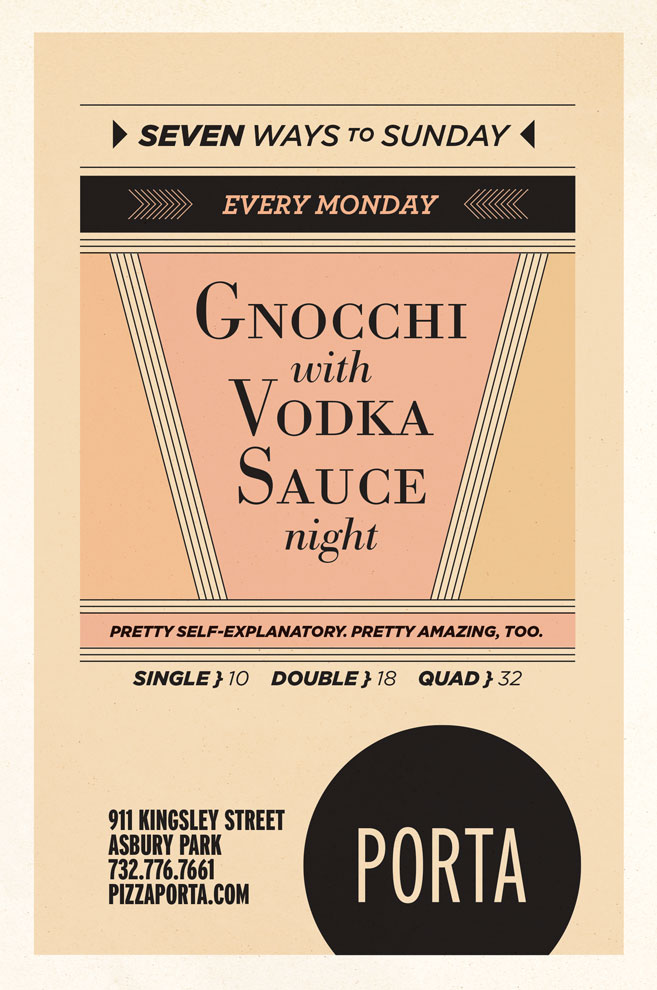 SEVEN WAYS TO SUNDAY
EVERY MONDAY
GNOCCHI
with
VODKA
SAUCE
night
PRETTY SELF-EXPLANATORY. PRETTY AMAZING, TOO.
SINGLE } 10 DOUBLE } 18 QUAD } 32
911 KINGSLEY STREET
ASBURY PARK
732.776.7661
PIZZAPORTA.COM
PORTA